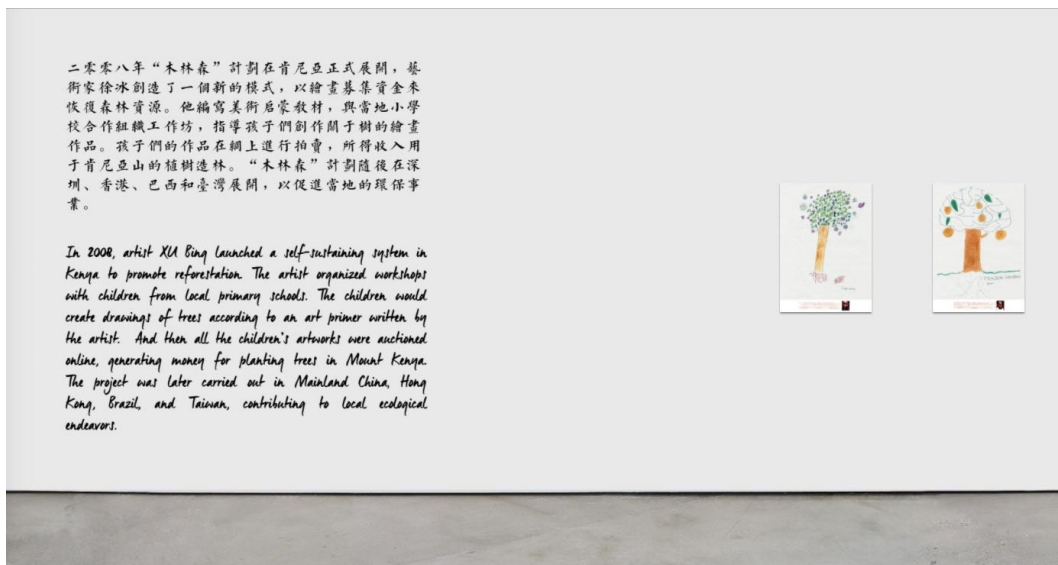 二零零八年“木林森”計劃在肯尼亞正式展開，藝
術家徐冰創造了一個新的模式，以繪畫募集資金來
恢復森林資源。他編寫美術启蒙教材，與當地小學
校合作組織工作坊，指導孩子們創作關于樹的繪畫
作品。孩子們的作品在網上進行拍賣，所得收入用
于肯尼亞山的植樹造林。“木林森”計劃隨後在深
圳、香港、巴西和臺灣展開，以促進當地的環保事
業。
In 2008, artist XU Bing launched a self-sustaining system in
Kenya to promote reforestation. The artist organized workshops
with children from local primary schools. The children would
create drawings of trees according to an art primer written by
the artist. And then all the children's artworks were auctioned
online, generating money for planting trees in Mount Kenya.
The project was later carried out in Mainland China, Hong
Kong, Brazil, and Taiwan, contributing to local ecological
endeavors.